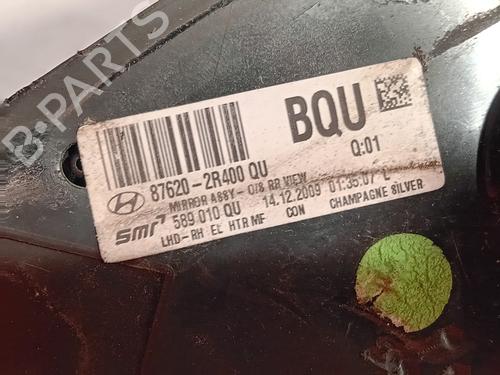 B-PARTS
BQU
Q:01
87620-2R400 QU
MIRROR ASSY - O/S RR VIEW
smr 589 010 QU 14.12.2009 01:35:07 L
LHD-RH EL HTR MF CON CHAMPAGNE SILVER